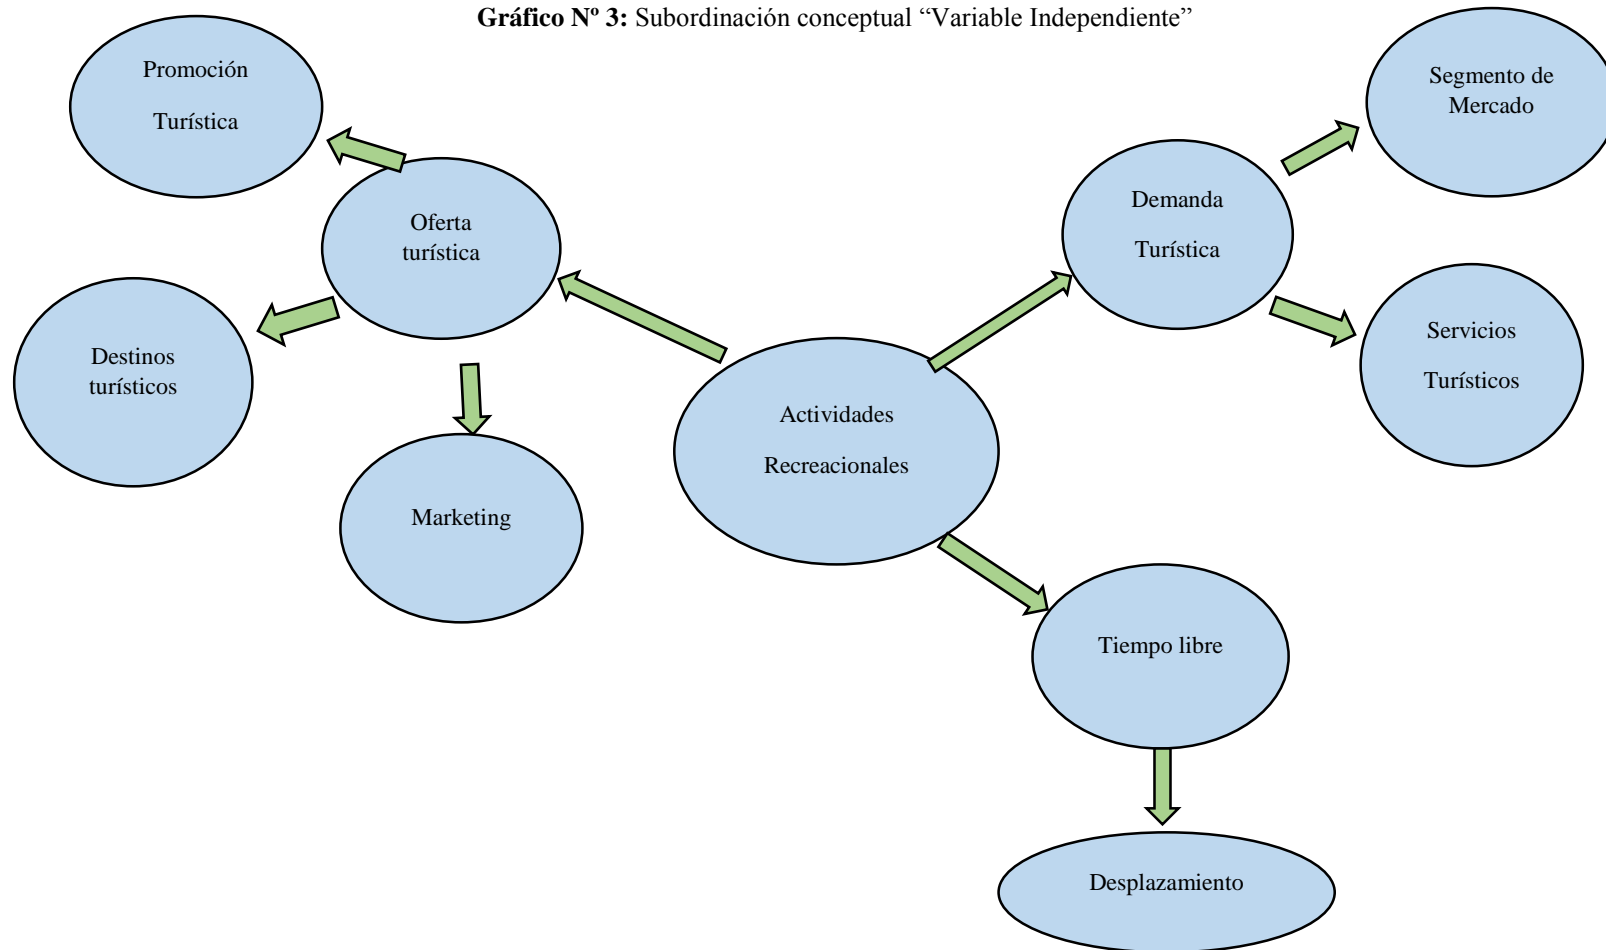 Gráfico Nº 3: Subordinación conceptual “Variable Independiente”
Promoción
Turística
Segmento de
Mercado
Oferta
turística
Demanda
Turística
Destinos
turísticos
Servicios
Turísticos
Actividades
Recreacionales
Marketing
Tiempo libre
Desplazamiento